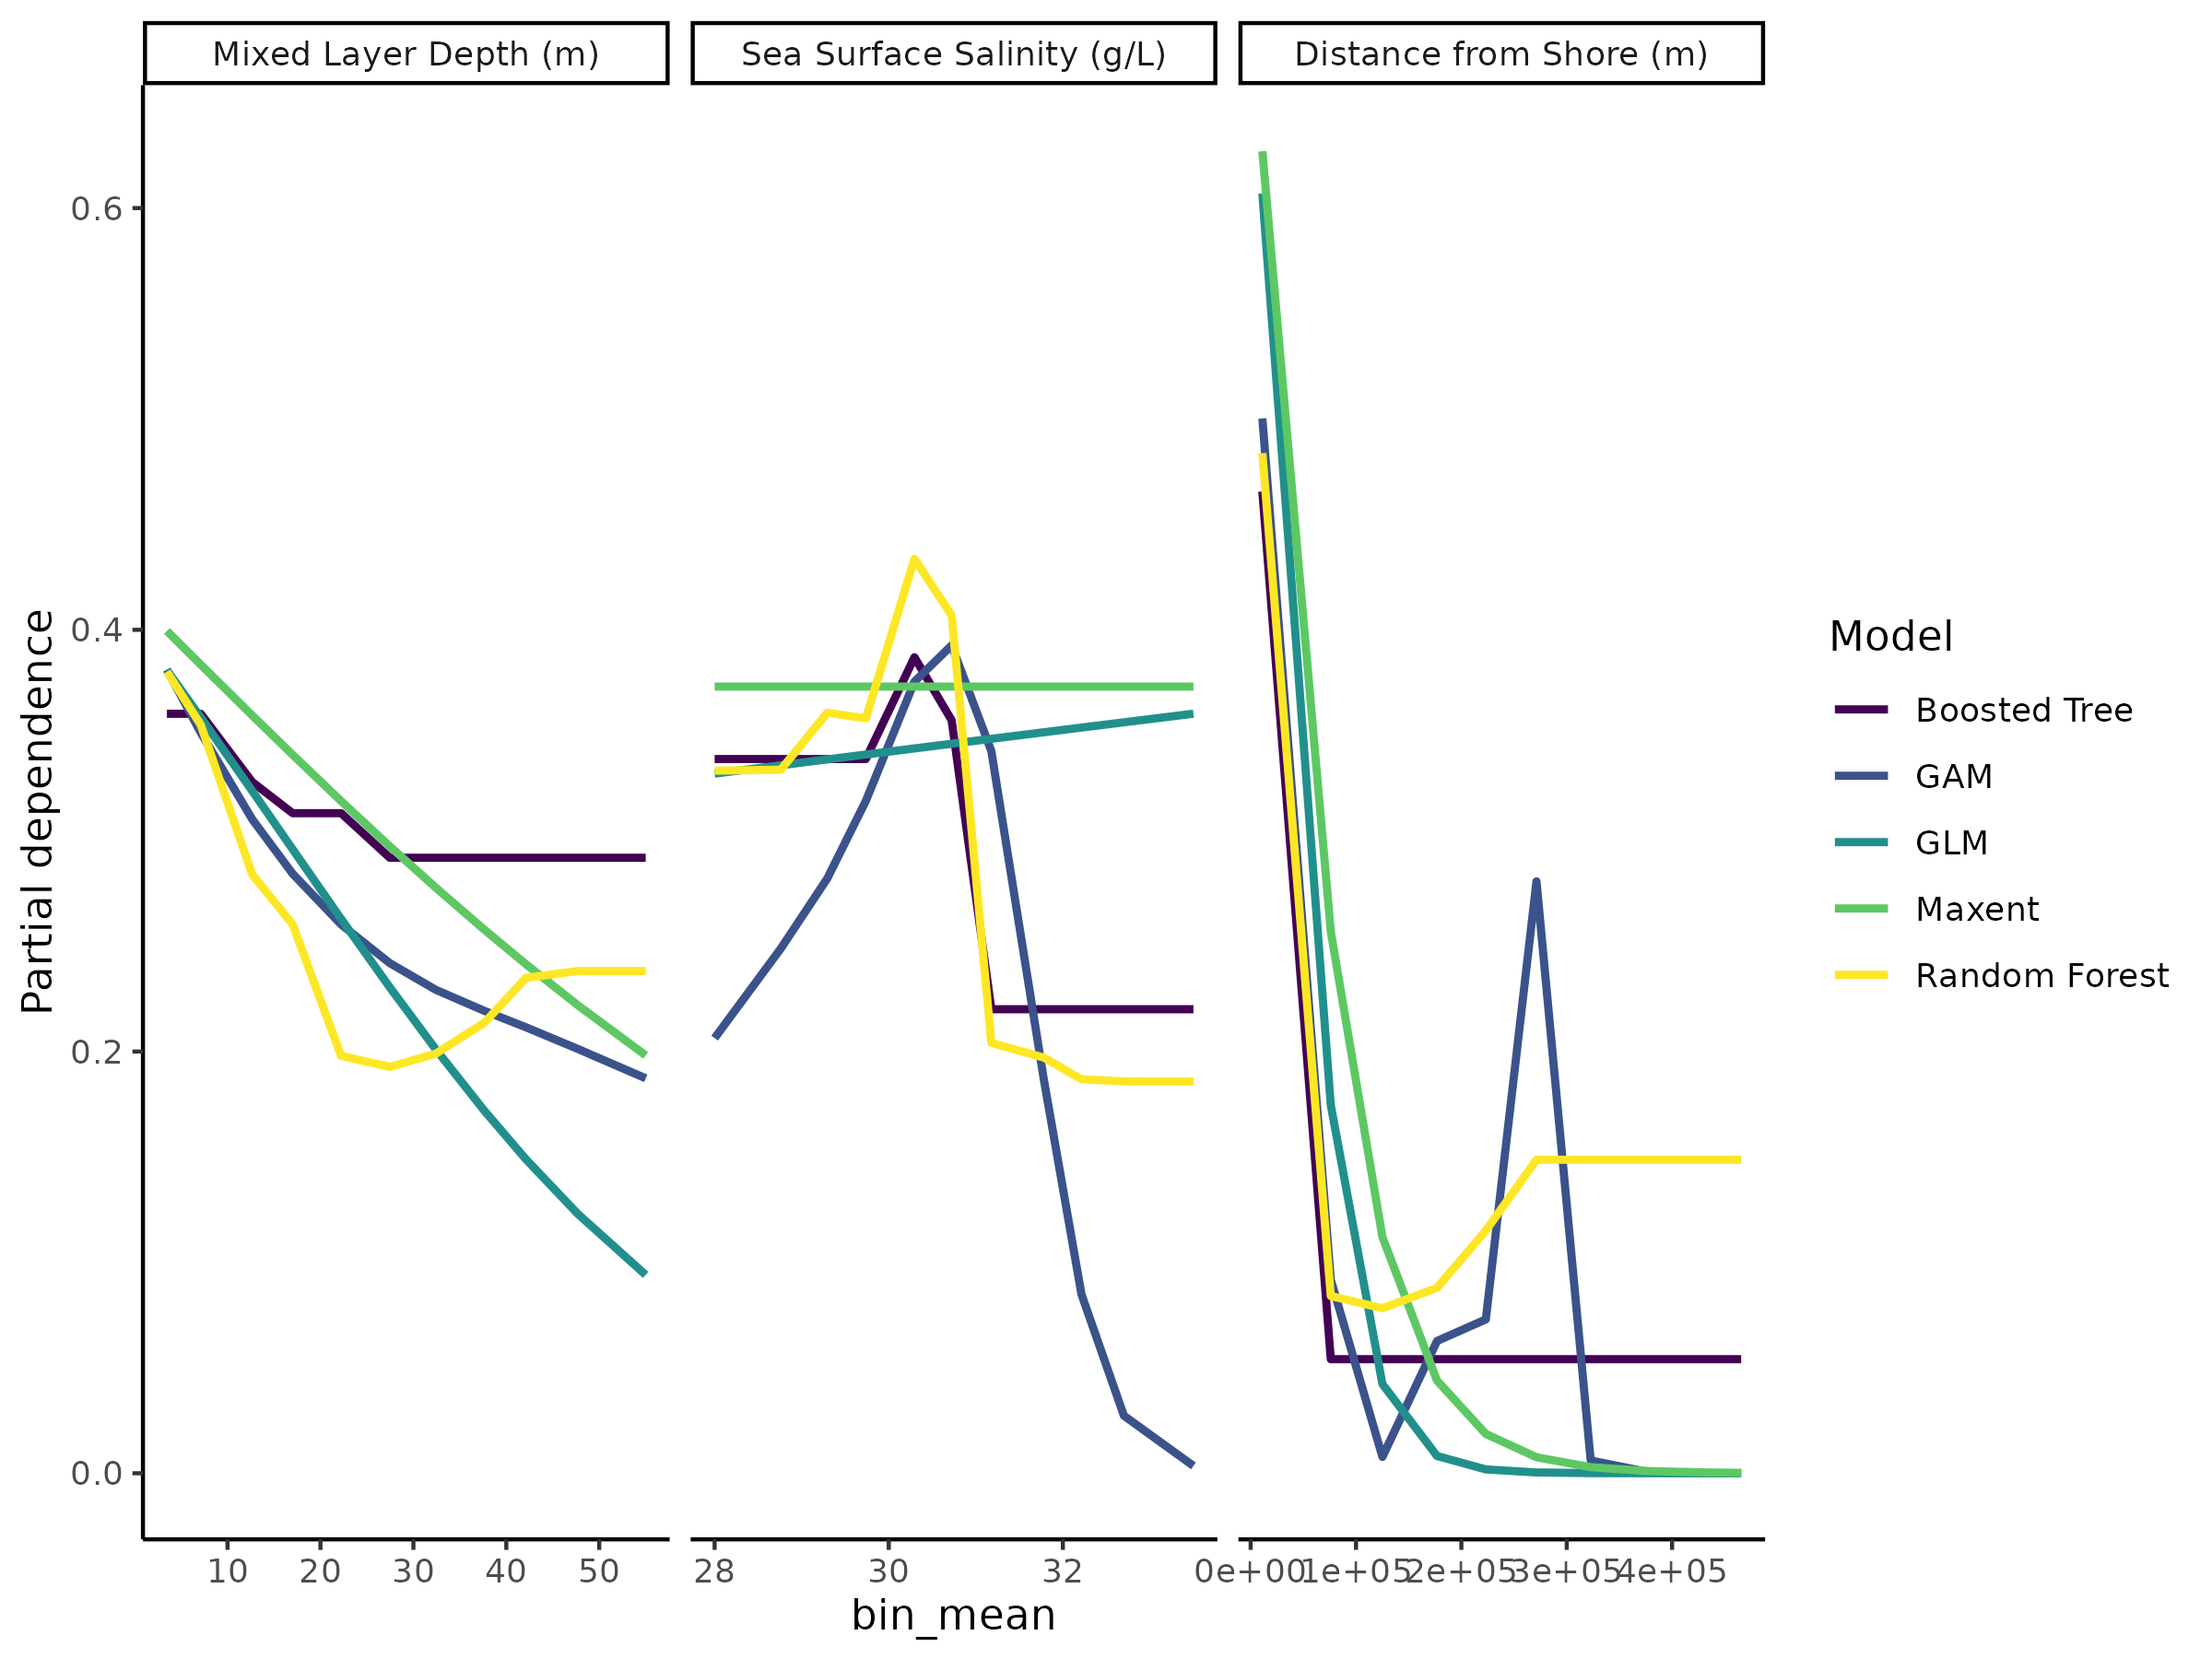 Mixed Layer Depth (m)
Sea Surface Salinity (g/L)
Distance from Shore (m)
Partial dependence
0.6
0.4
0.2
0.0
10 20 30 40 50
28 30 32
0e+00 1e+05 2e+05 3e+05 4e+05
bin_mean
Model
Boosted Tree
GAM
GLM
Maxent
Random Forest